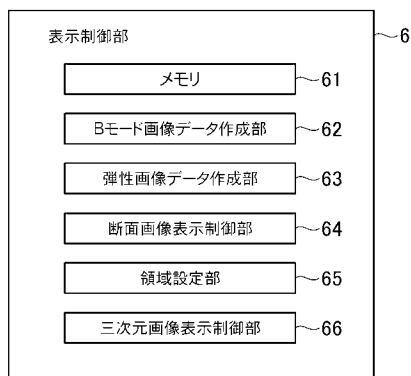 表示制御部 6
メモリ 61
Bモード画像データ作成部 62
弾性画像データ作成部 63
断面画像表示制御部 64
領域設定部 65
三次元画像表示制御部 66